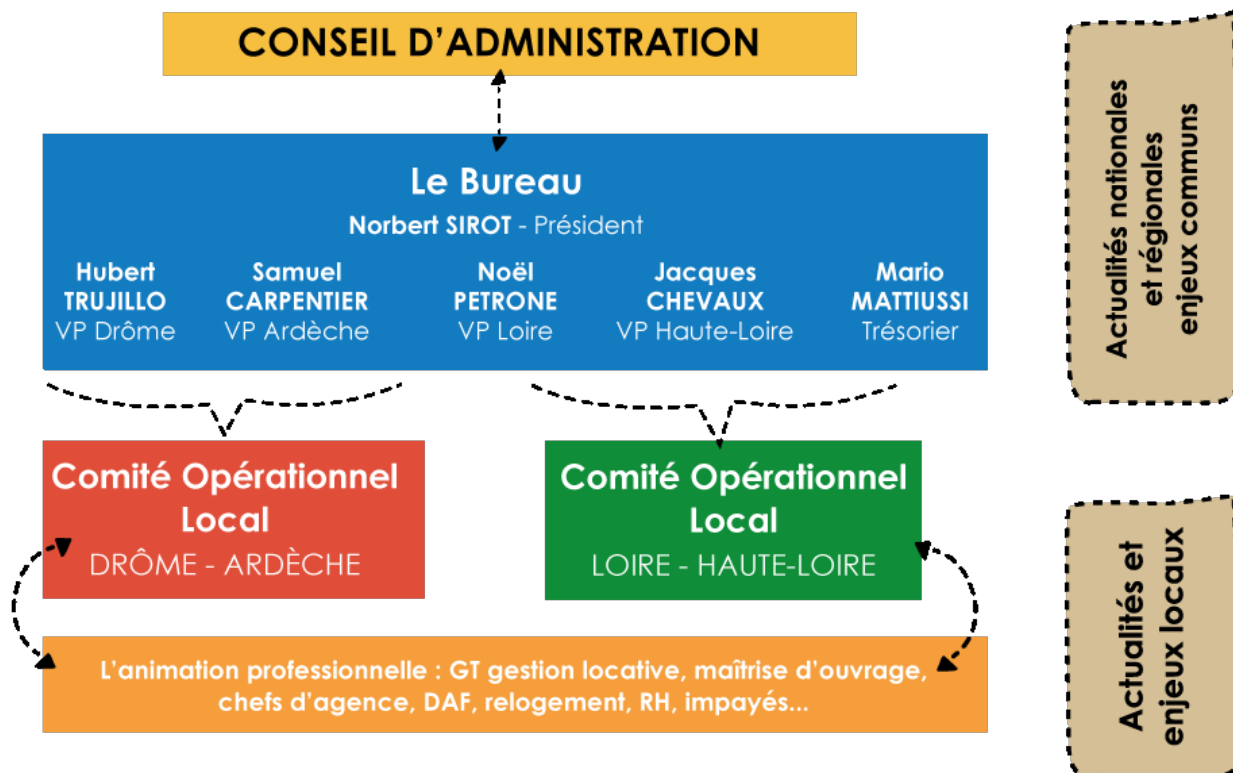 CONSEIL D'ADMINISTRATION
Le Bureau
Norbert SIROT - Président
Hubert
TRUJILLO
VP Drôme
Samuel
CARPENTIER
VP Ardèche
Noël
PETRONE
VP Loire
Jacques
CHEVAUX
VP Haute-Loire
Mario
MATTIUSSI
Trésorier
Comité Opérationnel
Local
DRÔME - ARDÈCHE
Comité Opérationnel
Local
LOIRE - HAUTE-LOIRE
L'animation professionnelle : GT gestion locative, maîtrise d'ouvrage,
chefs d'agence, DAF, relogement, RH, impayés...
Actualités nationales
et régionales
enjeux communs
Actualités et
enjeux locaux